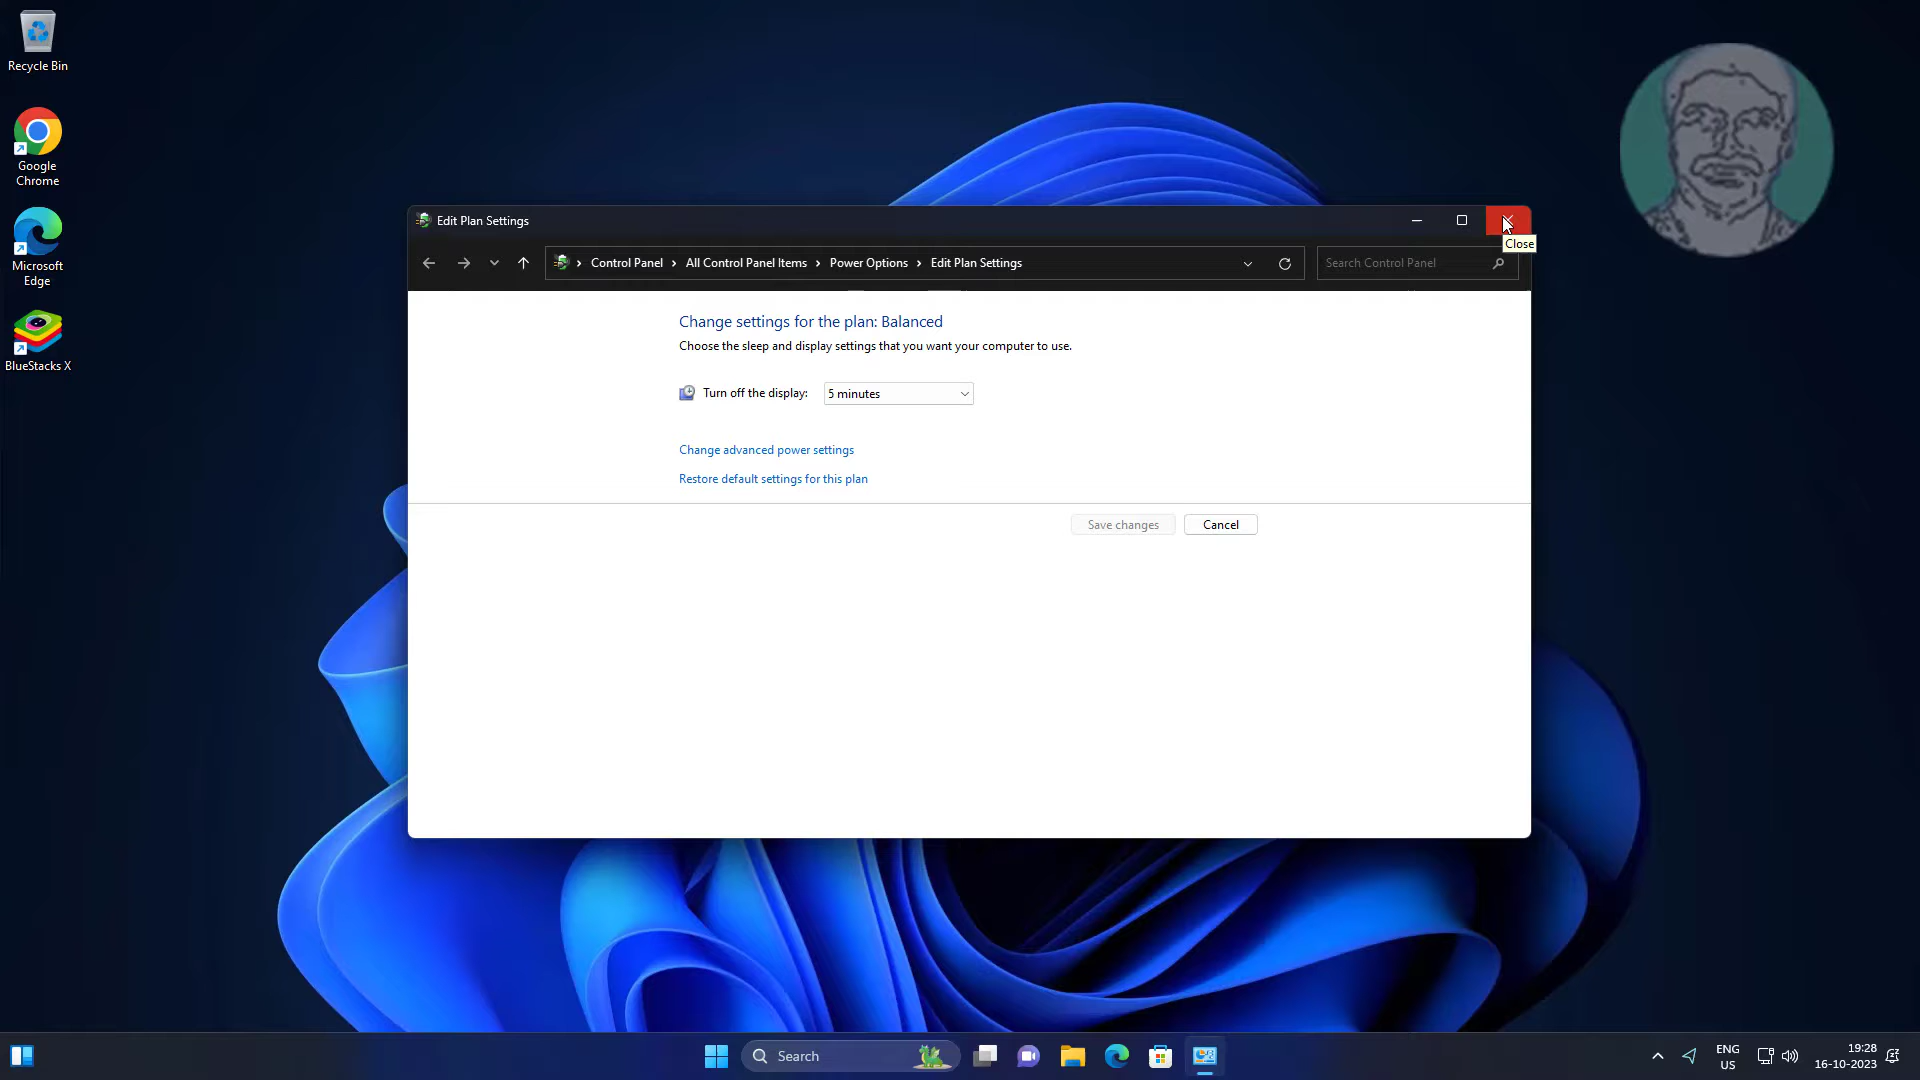 Recycle Bin
Google
Chrome
Microsoft
Edge
BlueStacks X
Edit Plan Settings
Close
Control Panel > All Control Panel Items > Power Options > Edit Plan Settings
Search Control Panel
Change settings for the plan: Balanced
Choose the sleep and display settings that you want your computer to use.
Turn off the display: 5 minutes
Change advanced power settings
Restore default settings for this plan
Save changes Cancel
Search
ENG
US
19:28
16-10-2023